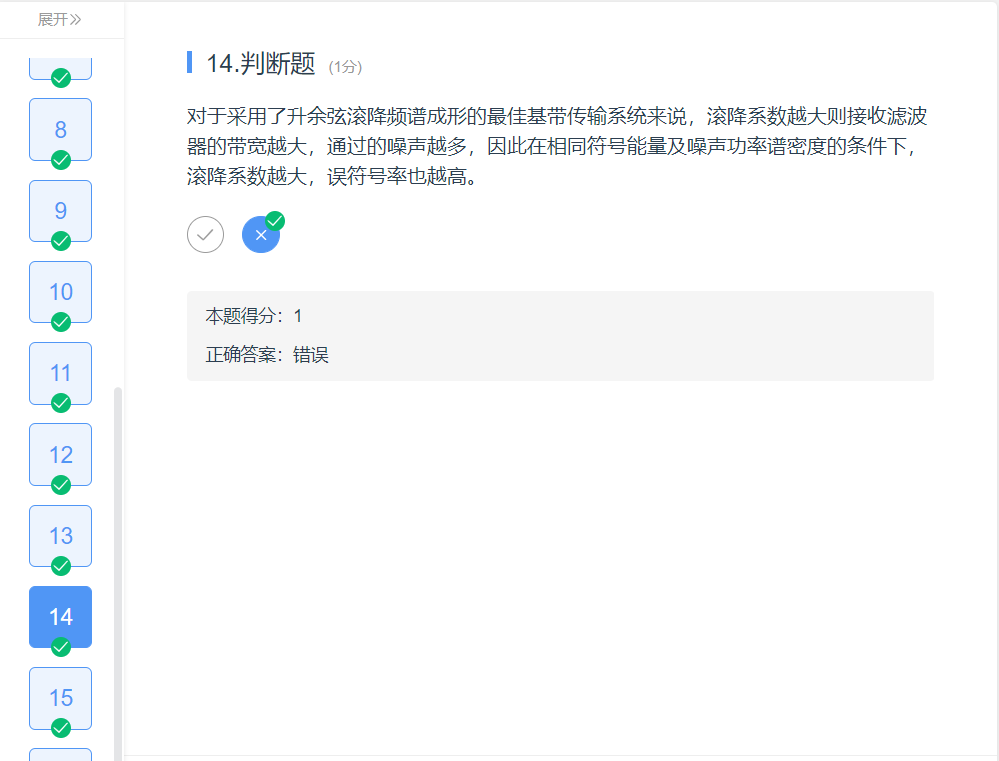 展开»
8
9
10
11
12
13
14
15
14.判断题 (1分)
对于采用了升余弦滚降频谱成形的最佳基带传输系统来说，滚降系数越大则接收滤波
器的带宽越大，通过的噪声越多，因此在相同符号能量及噪声功率谱密度的条件下，
滚降系数越大，误符号率也越高。
本题得分：1
正确答案：错误